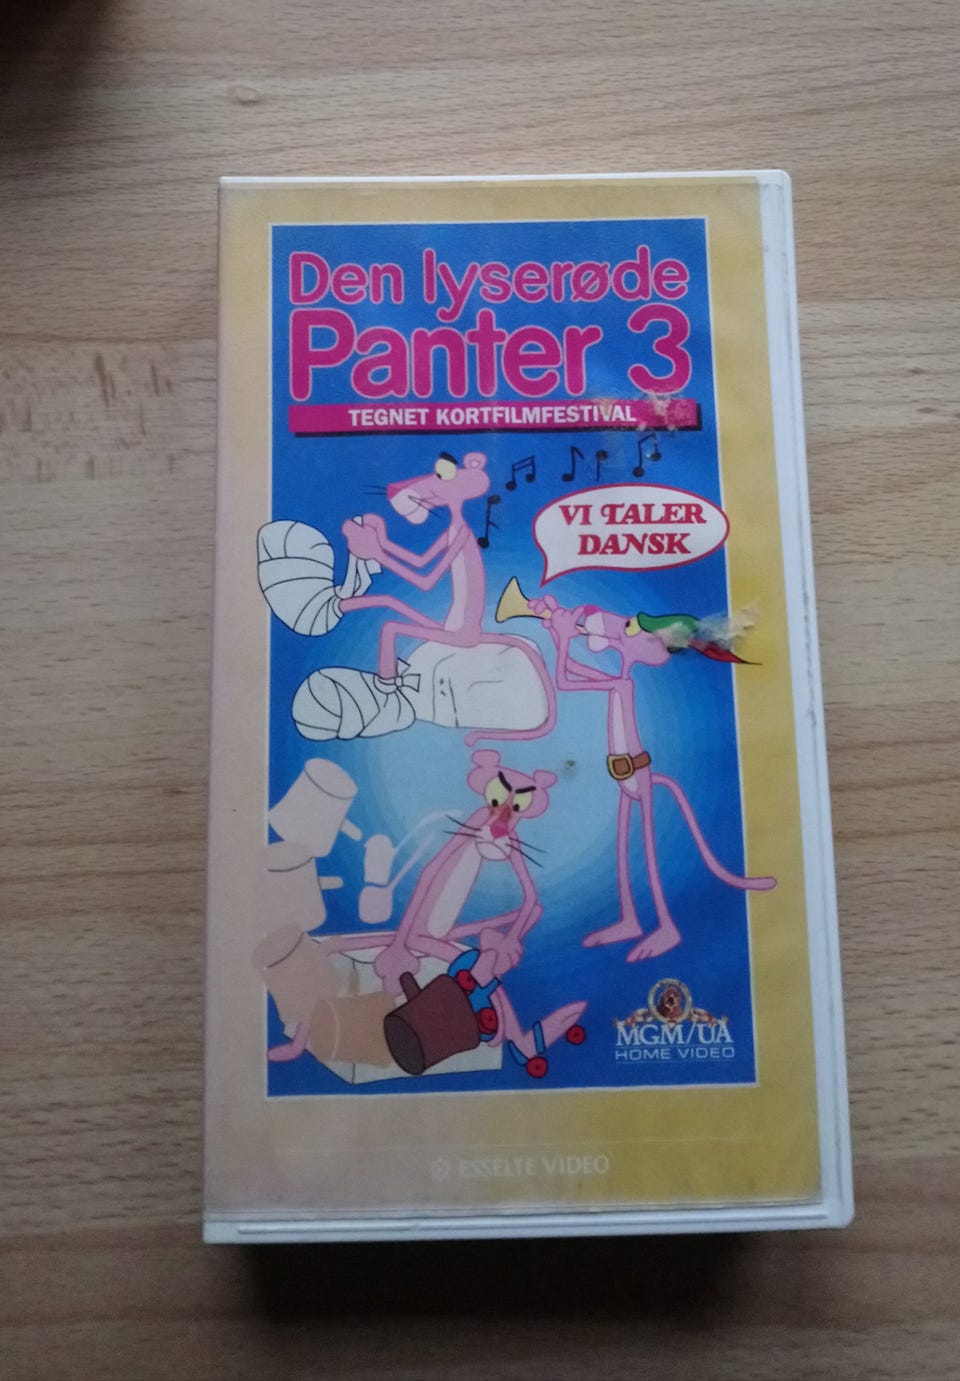 Den lyserøde
Panter 3
TEGNET KORTFILMFESTIVAL
VI TALER
DANSK
MGM/UA
HOME VIDEO
ESSELTE VIDEO